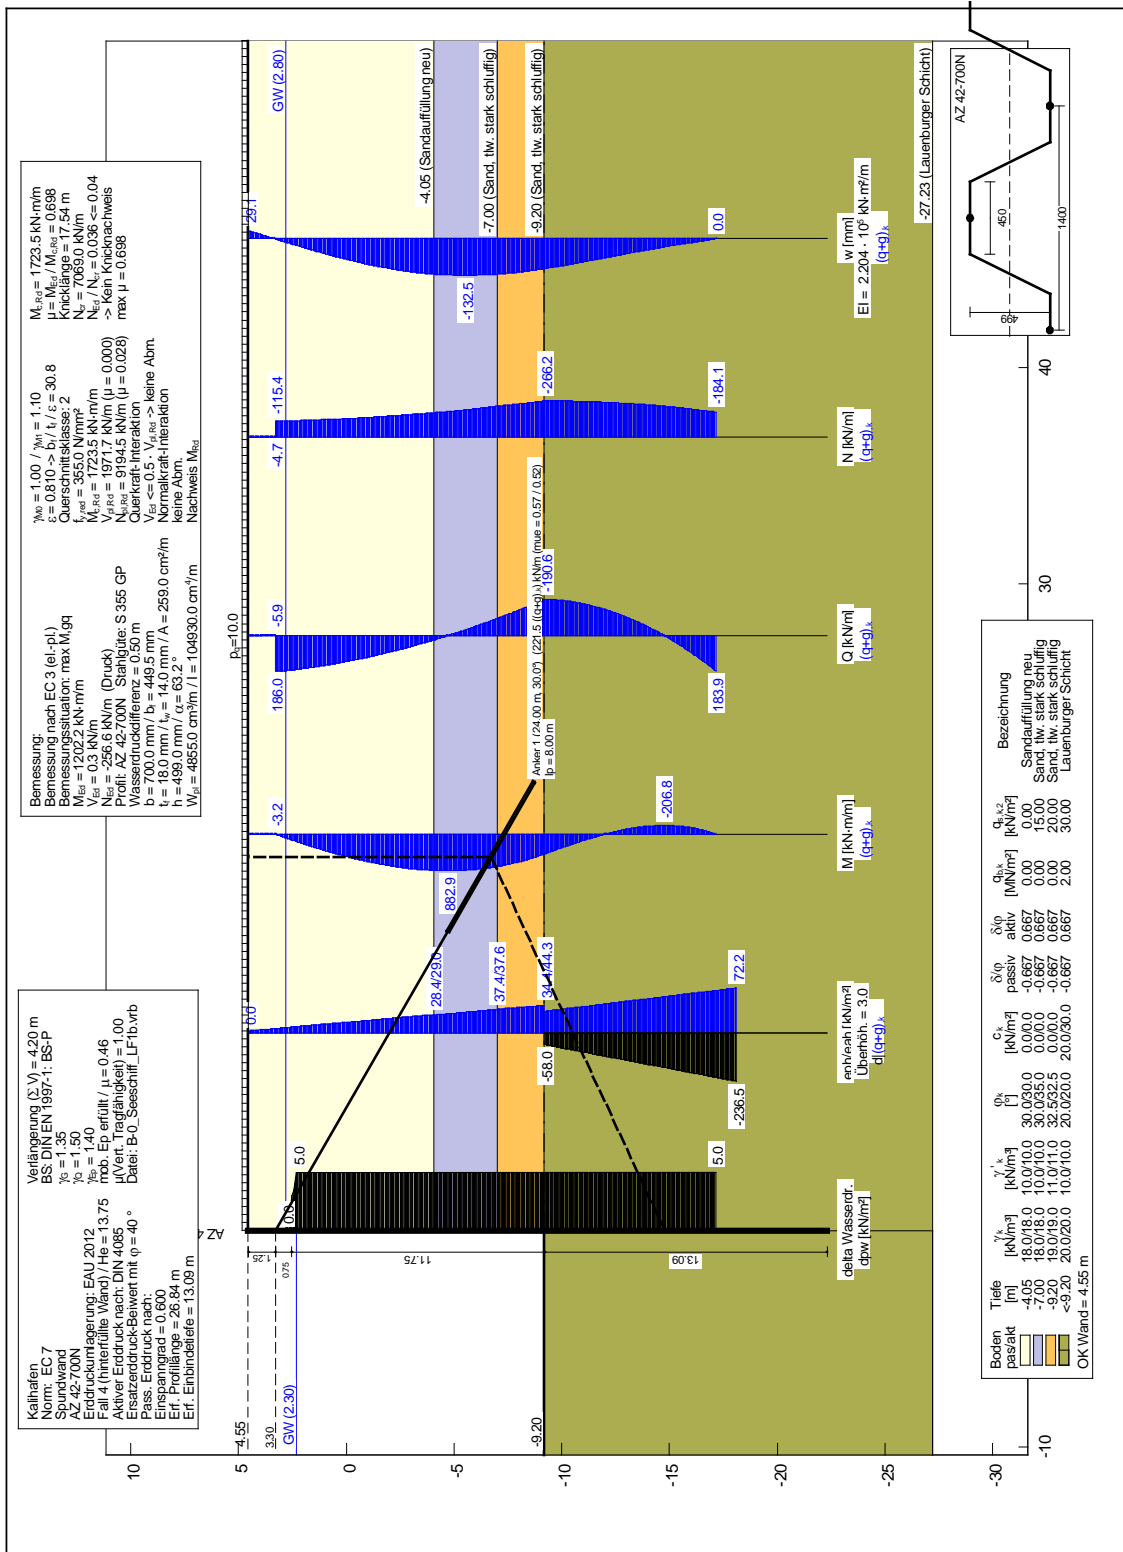 Kalihafen
Norm: EC 7
Spundwand
AZ 42-700N
Erddruckumlagerung: EAU 2012
Fall 4 (hinterfüllte Wand) / He = 13.75
Aktiver Erddruck nach: DIN 4085
Ersatzerddruck-Beiwert mit φ = 40 °
Pass. Erddruck nach:
Einspanngrad = 0.600
Erf. Profillänge = 26.84 m
Erf. Einbindetiefe = 13.09 m
Verlängerung (Σ V) = 4.20 m
BS: DIN EN 1997-1: BS-P
γG = 1.35
γQ = 1.50
γEp = 1.40
mob. Ep erfüllt / μ = 0.46
μ(Vert. Tragfähigkeit) = 1.00
Datei: B-0_Seeschiff_LF1b.vrb
Bemessung:
Bemessung nach EC 3 (el.-pl.)
Bemessungssituation: max M,gq
MEd = 1202.2 kN·m/m
VEd = 0.3 kN/m
NEd = -256.6 kN/m (Druck)
Profil: AZ 42-700N Stahlgüte: S 355 GP
Wasserdruckdifferenz = 0.50 m
b = 700.0 mm / bf = 449.5 mm
tf = 18.0 mm / tw = 14.0 mm / A = 259.0 cm²/m
h = 499.0 mm / α = 63.2 °
Wpl = 4855.0 cm³/m / I = 104930.0 cm⁴/m
γM0 = 1.00 / γM1 = 1.10
ε = 0.810 -> bf / tf / ε = 30.8
Querschnittsklasse: 2
fy,red = 355.0 N/mm²
Mc,Rd = 1723.5 kN·m/m
Vpl,Rd = 1971.7 kN/m (μ = 0.000)
Npl,Rd = 9194.5 kN/m (μ = 0.028)
Querkraft-Interaktion
VEd <= 0.5 · Vpl,Rd -> keine Abm.
Normalkraft-Interaktion
keine Abm.
Nachweis MRd
Mc,Rd = 1723.5 kN·m/m
μ = MEd / Mc,Rd = 0.698
Knicklänge = 17.54 m
Ncr = 7069.0 kN/m
NEd / Ncr = 0.036 <= 0.04
-> Kein Knicknachweis
max μ = 0.698
10
5
0
-5
-10
-15
-20
-25
-30
-10
30
40
4.55
3.30
GW (2.30)
-9.20
AZ 4
1.25
0.75
11.75
13.09
0.0
5.0
5.0
delta Wasserdr.
dpw [kN/m²]
0.0
28.4/29.0
37.4/37.6
34.4/44.3
-58.0
72.2
-236.5
eph/eah [kN/m²]
Überhöh. = 3.0
d|(q+g),k
-3.2
882.9
-206.8
M [kN·m/m]
(q+g),k
Anker 1 (24.00 m, 30.0°) (221.5 ((q+g),k) kN/m (mue = 0.57 / 0.52)
lp = 8.00 m
pq=10.0
-5.9
186.0
-190.6
183.9
Q [kN/m]
(q+g),k
-4.7
-115.4
-266.2
-184.1
N [kN/m]
(q+g),k
29.1
-132.5
0.0
w [mm]
(q+g),k
EI = 2.204 · 10⁵ kN·m²/m
GW (2.80)
-4.05 (Sandauffüllung neu)
-7.00 (Sand, tlw. stark schluffig)
-9.20 (Sand, tlw. stark schluffig)
-27.23 (Lauenburger Schicht)
Boden Tiefe γk γ'k φk ck δ/φ δ/φ qb,k qs,k,2 Bezeichnung
pas/akt [m] [kN/m³] [kN/m³] [°] [kN/m²] passiv aktiv [MN/m²] [kN/m²]
-4.05 18.0/18.0 10.0/10.0 30.0/30.0 0.0/0.0 -0.667 0.667 0.00 0.00 Sandauffüllung neu
-7.00 18.0/18.0 10.0/10.0 30.0/35.0 0.0/0.0 -0.667 0.667 0.00 15.00 Sand, tlw. stark schluffig
-9.20 19.0/19.0 11.0/11.0 32.5/32.5 0.0/0.0 -0.667 0.667 0.00 20.00 Sand, tlw. stark schluffig
<-9.20 20.0/20.0 10.0/10.0 20.0/20.0 20.0/30.0 -0.667 0.667 2.00 30.00 Lauenburger Schicht
OK Wand = 4.55 m
AZ 42-700N
499
450
1400